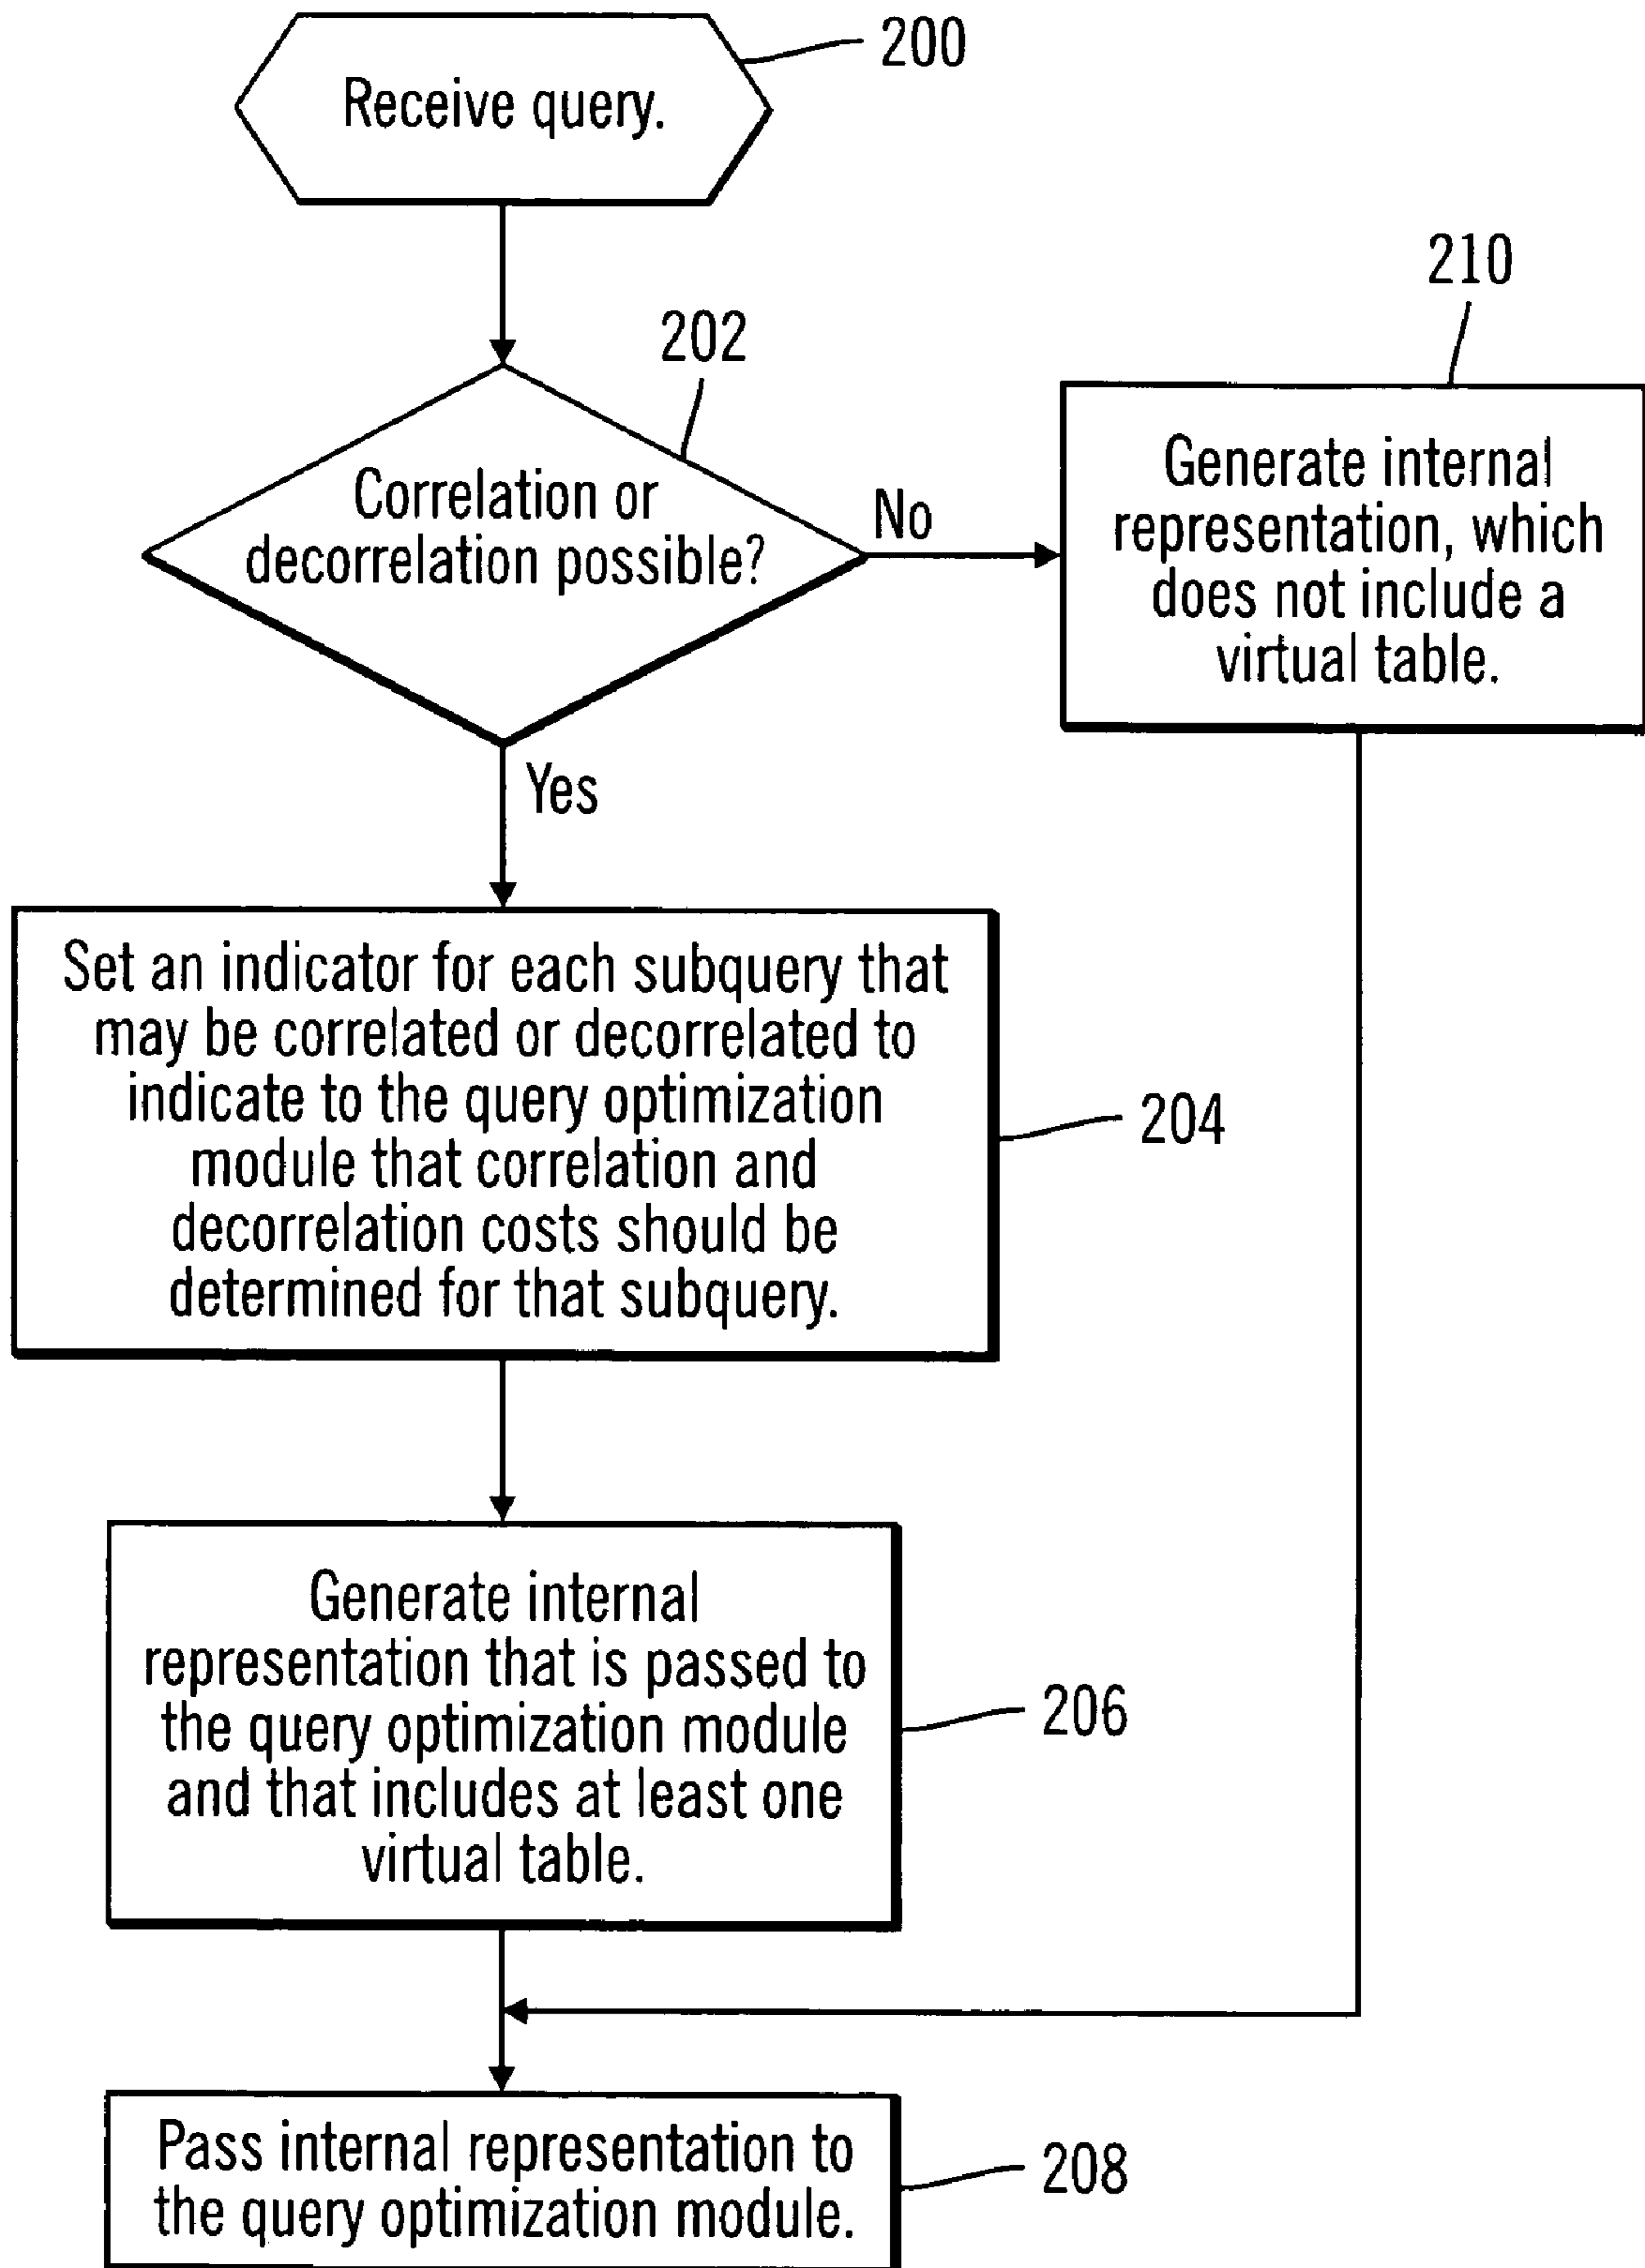 200
Receive query.
202
Correlation or
decorrelation possible?
No
210
Generate internal
representation, which
does not include a
virtual table.
Yes
Set an indicator for each subquery that
may be correlated or decorrelated to
indicate to the query optimization
module that correlation and
decorrelation costs should be
determined for that subquery.
204
Generate internal
representation that is passed to
the query optimization module
and that includes at least one
virtual table.
206
Pass internal representation to
the query optimization module.
208